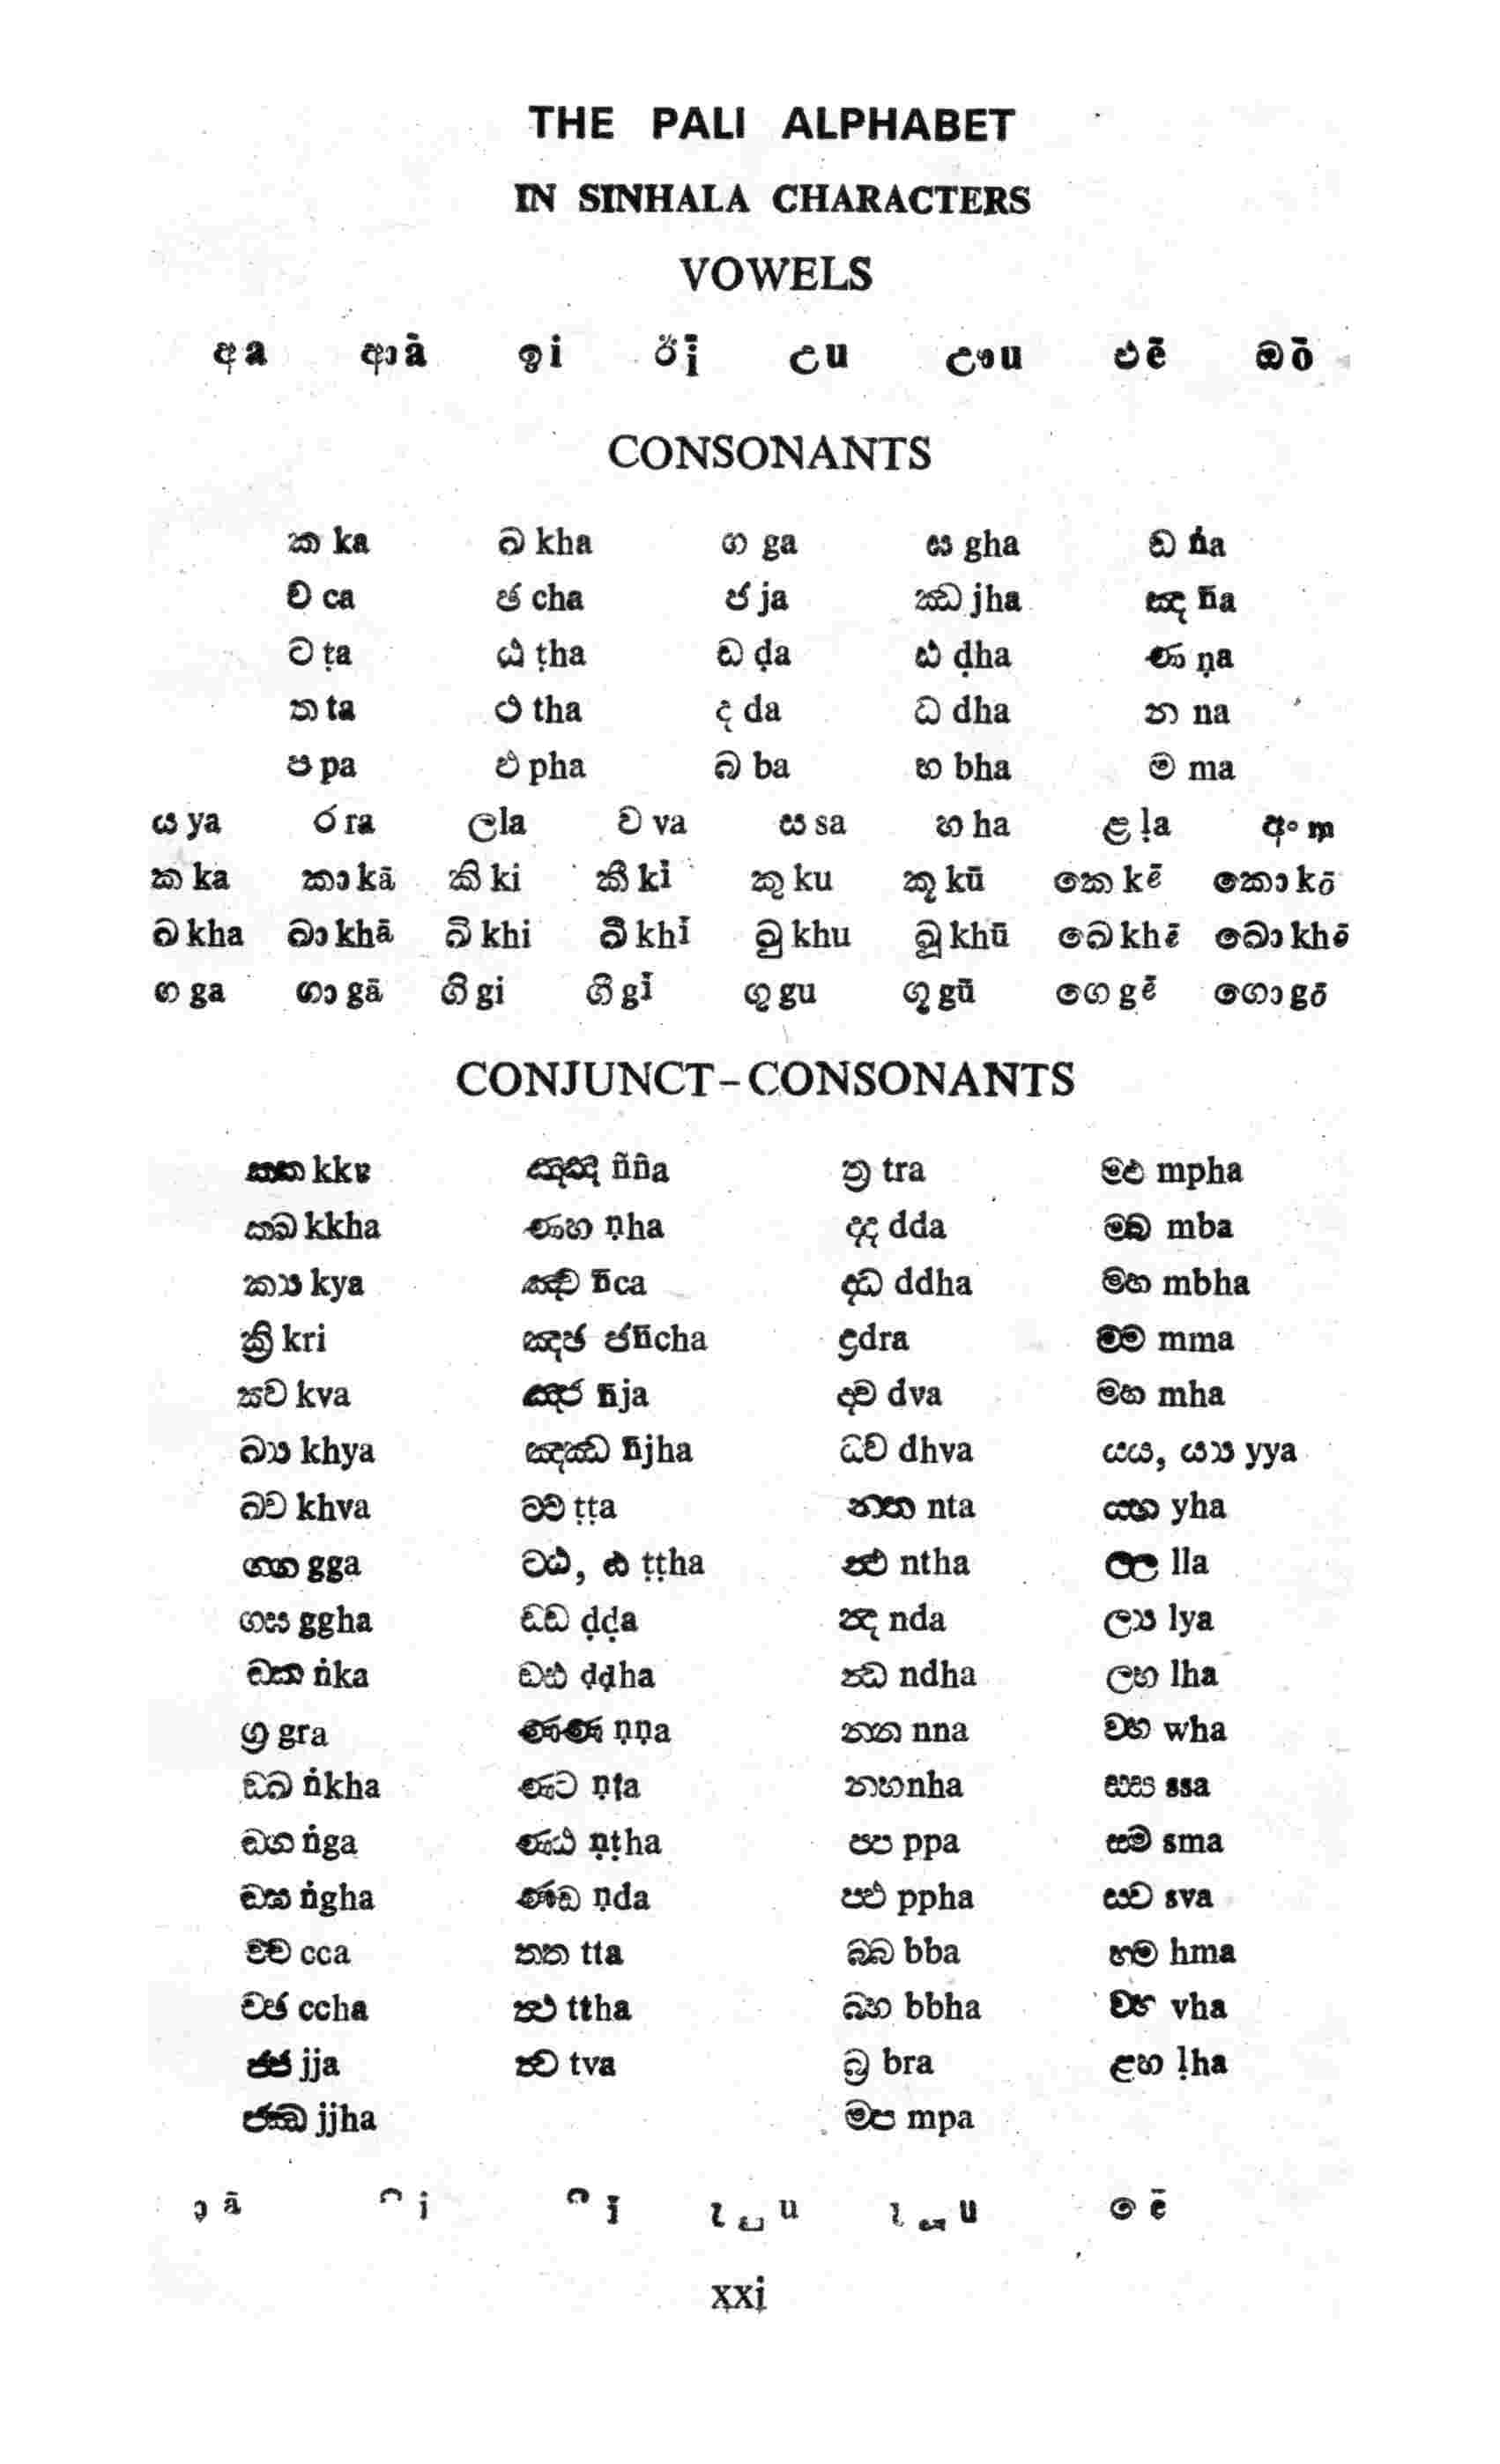 THE PALI ALPHABET
IN SINHALA CHARACTERS
VOWELS
අ a ආ à ඉ i ඊ ī උ u ඌ u එ ē ඔ ō
CONSONANTS
ක ka ඛ kha ග ga ඝ gha ඞ ṅa
ච ca ඡ cha ජ ja ඣ jha ඤ ña
ට ṭa ඨ ṭha ඩ ḍa ඪ ḍha ණ ṇa
ත ta ථ tha ද da ධ dha න na
ප pa ඵ pha බ ba භ bha ම ma
ය ya ර ra ල la ව va ස sa හ ha ළ ḷa අං ṃ
ක ka කා kā කි ki කී kī කු ku කූ kū කෙ kē කො kō
ඛ kha ඛා khā ඛි khi ඛී khī ඛු khu ඛූ khū ඛෙ khē ඛො khō
ග ga ගා gā ගි gi ගී gī ගු gu ගූ gū ගෙ gē ගො gō
CONJUNCT-CONSONANTS
ක‍්ක kka ඤ‍්ඤ ñña ත්‍ර tra ම‍්ඵ mpha
ක‍්ඛ kkha ණ‍්හ ṇha ද‍්ද dda ම‍්බ mba
ක්‍ය kya ඤ‍්ච ñca ද‍්ධ ddha ම‍්භ mbha
ක්‍රි kri ඤ‍්ඡ ඡ ñcha ද්‍ර dra ම‍්ම mma
ක‍්ව kva ඤ‍්ජ ñja ද‍්ව dva ම‍්හ mha
ඛ්‍ය khya ඤ‍්ඣ ñjha ධ‍්ව dhva ය‍්ය, ය්‍ය yya
ඛ‍්ව khva ට‍්ට ṭṭa න‍්ත nta ය‍්හ yha
ග‍්ග gga ට‍්ඨ, ඨ ṭṭha න‍්ථ ntha ල‍්ල lla
ග‍්ඝ ggha ඩ‍්ඩ ḍḍa න‍්ද nda ල්‍ය lya
ඞ‍්ක ṅka ඩ‍්ඪ ḍḍha න‍්ධ ndha ල‍්හ lha
ග්‍ර gra ණ‍්ණ ṇṇa න‍්න nna ව‍්හ wha
ඞ‍්ඛ ṅkha ණ‍්ට ṇṭa න‍්හ nha ස‍්ස ssa
ඞ‍්ග ṅga ණ‍්ඨ ṇṭha ප‍්ප ppa ස‍්ම sma
ඞ‍්ඝ ṅgha ණ‍්ඩ ṇda ප‍්ඵ ppha ස‍්ව sva
ච‍්ච cca ත‍්ත tta බ‍්බ bba හ‍්ම hma
ච‍්ඡ ccha ත‍්ථ ttha බ‍්භ bbha ව‍්හ vha
ජ‍්ජ jja ත‍්ව tva බ්‍ර bra ළ‍්හ ḷha
ජ‍්ඣ jjha ම‍්ප mpa
ා ā ි i ී ī ු u ූ u ෙ ē
xxi